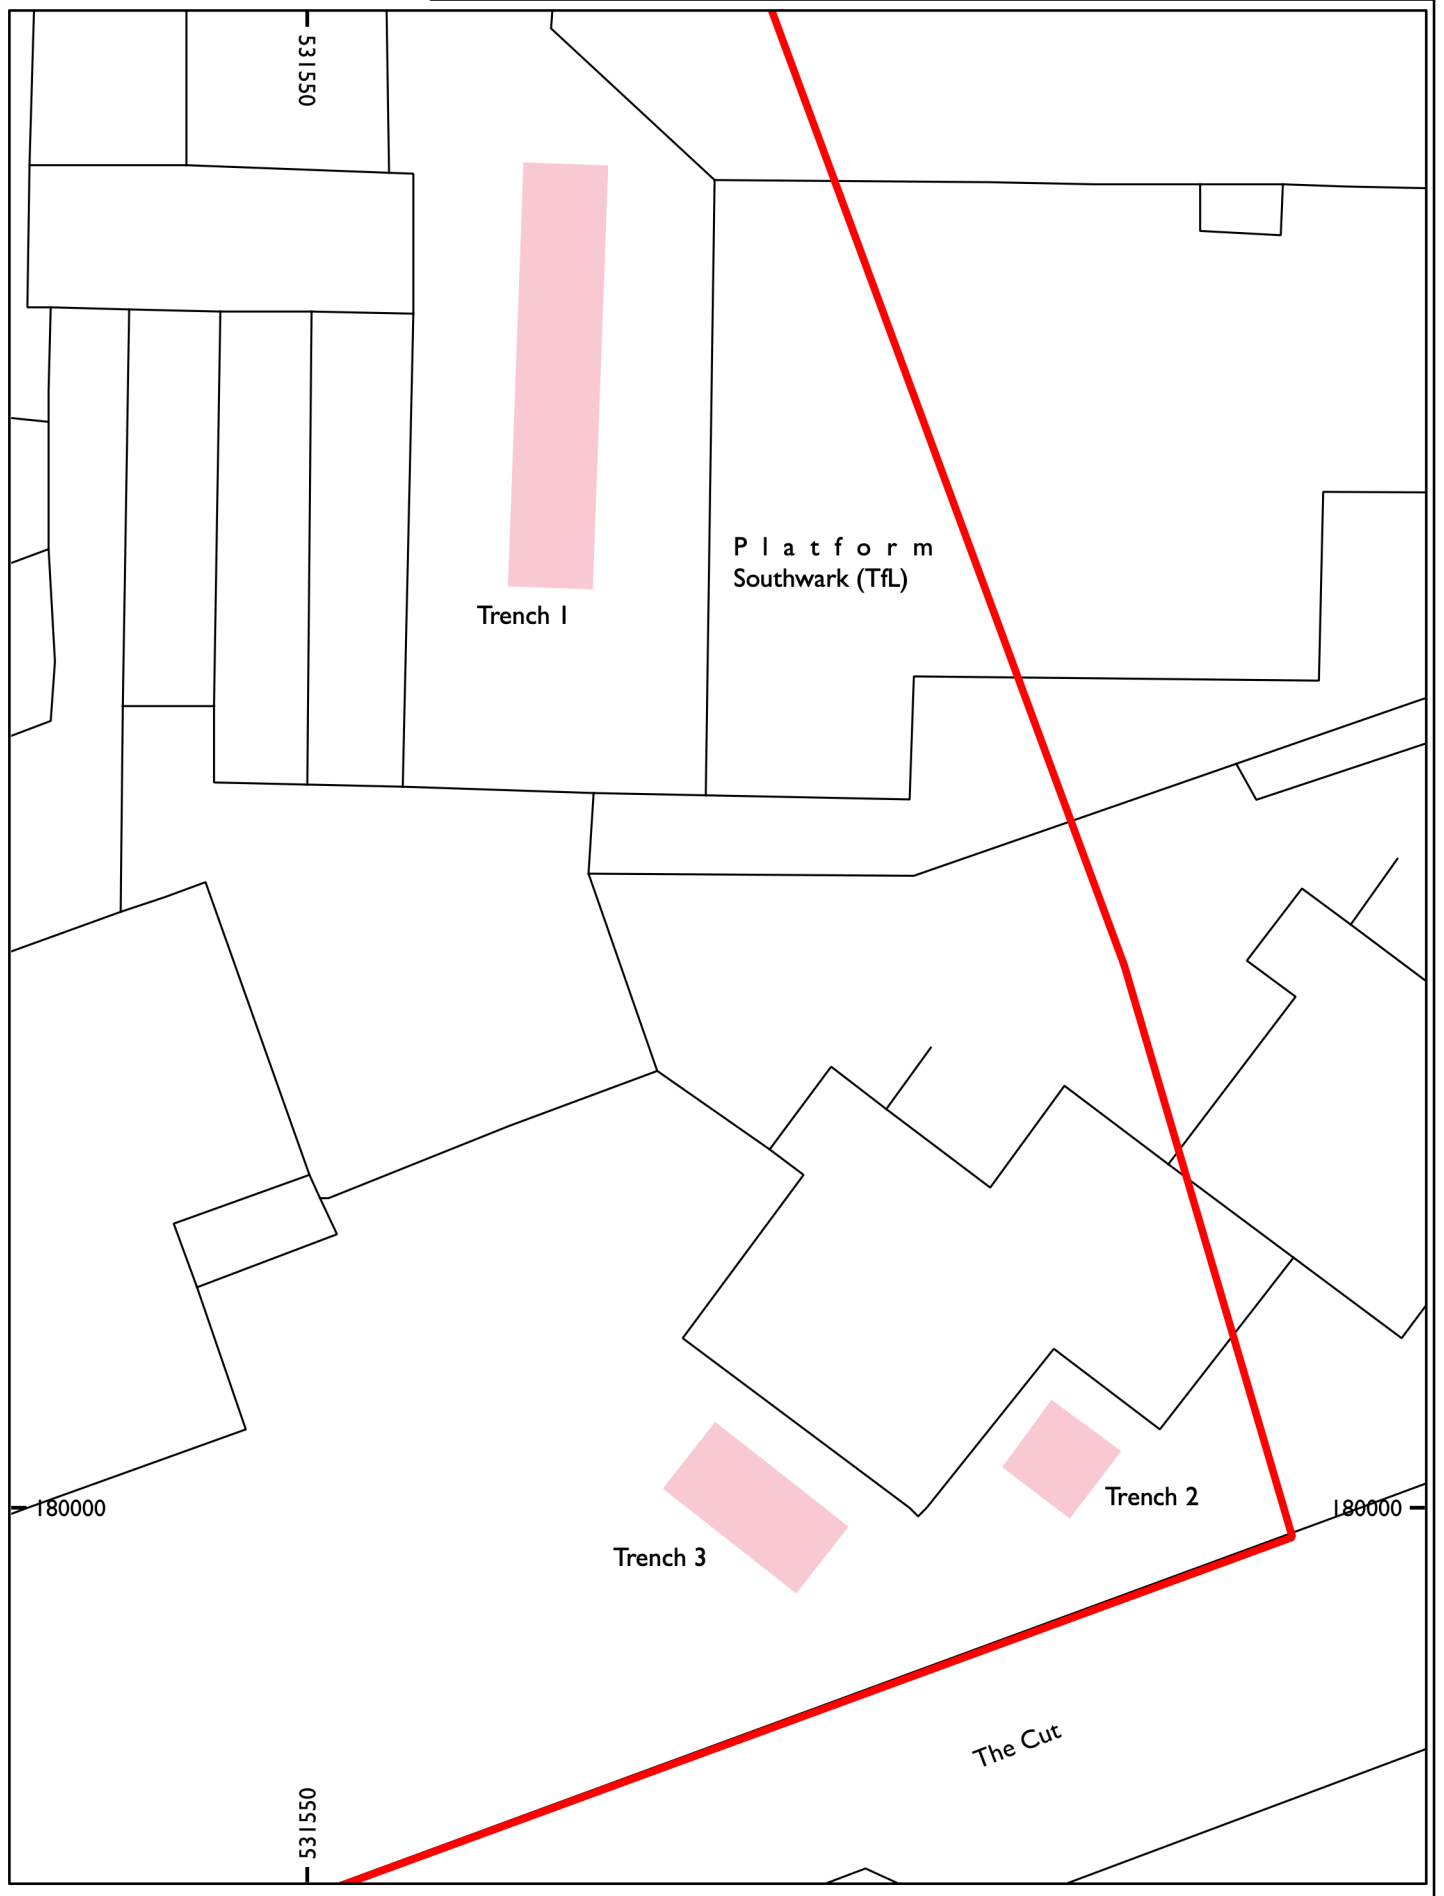 531550
P l a t f o r m
Southwark (TfL)
Trench 1
Trench 2
180000
180000
Trench 3
The Cut
531550